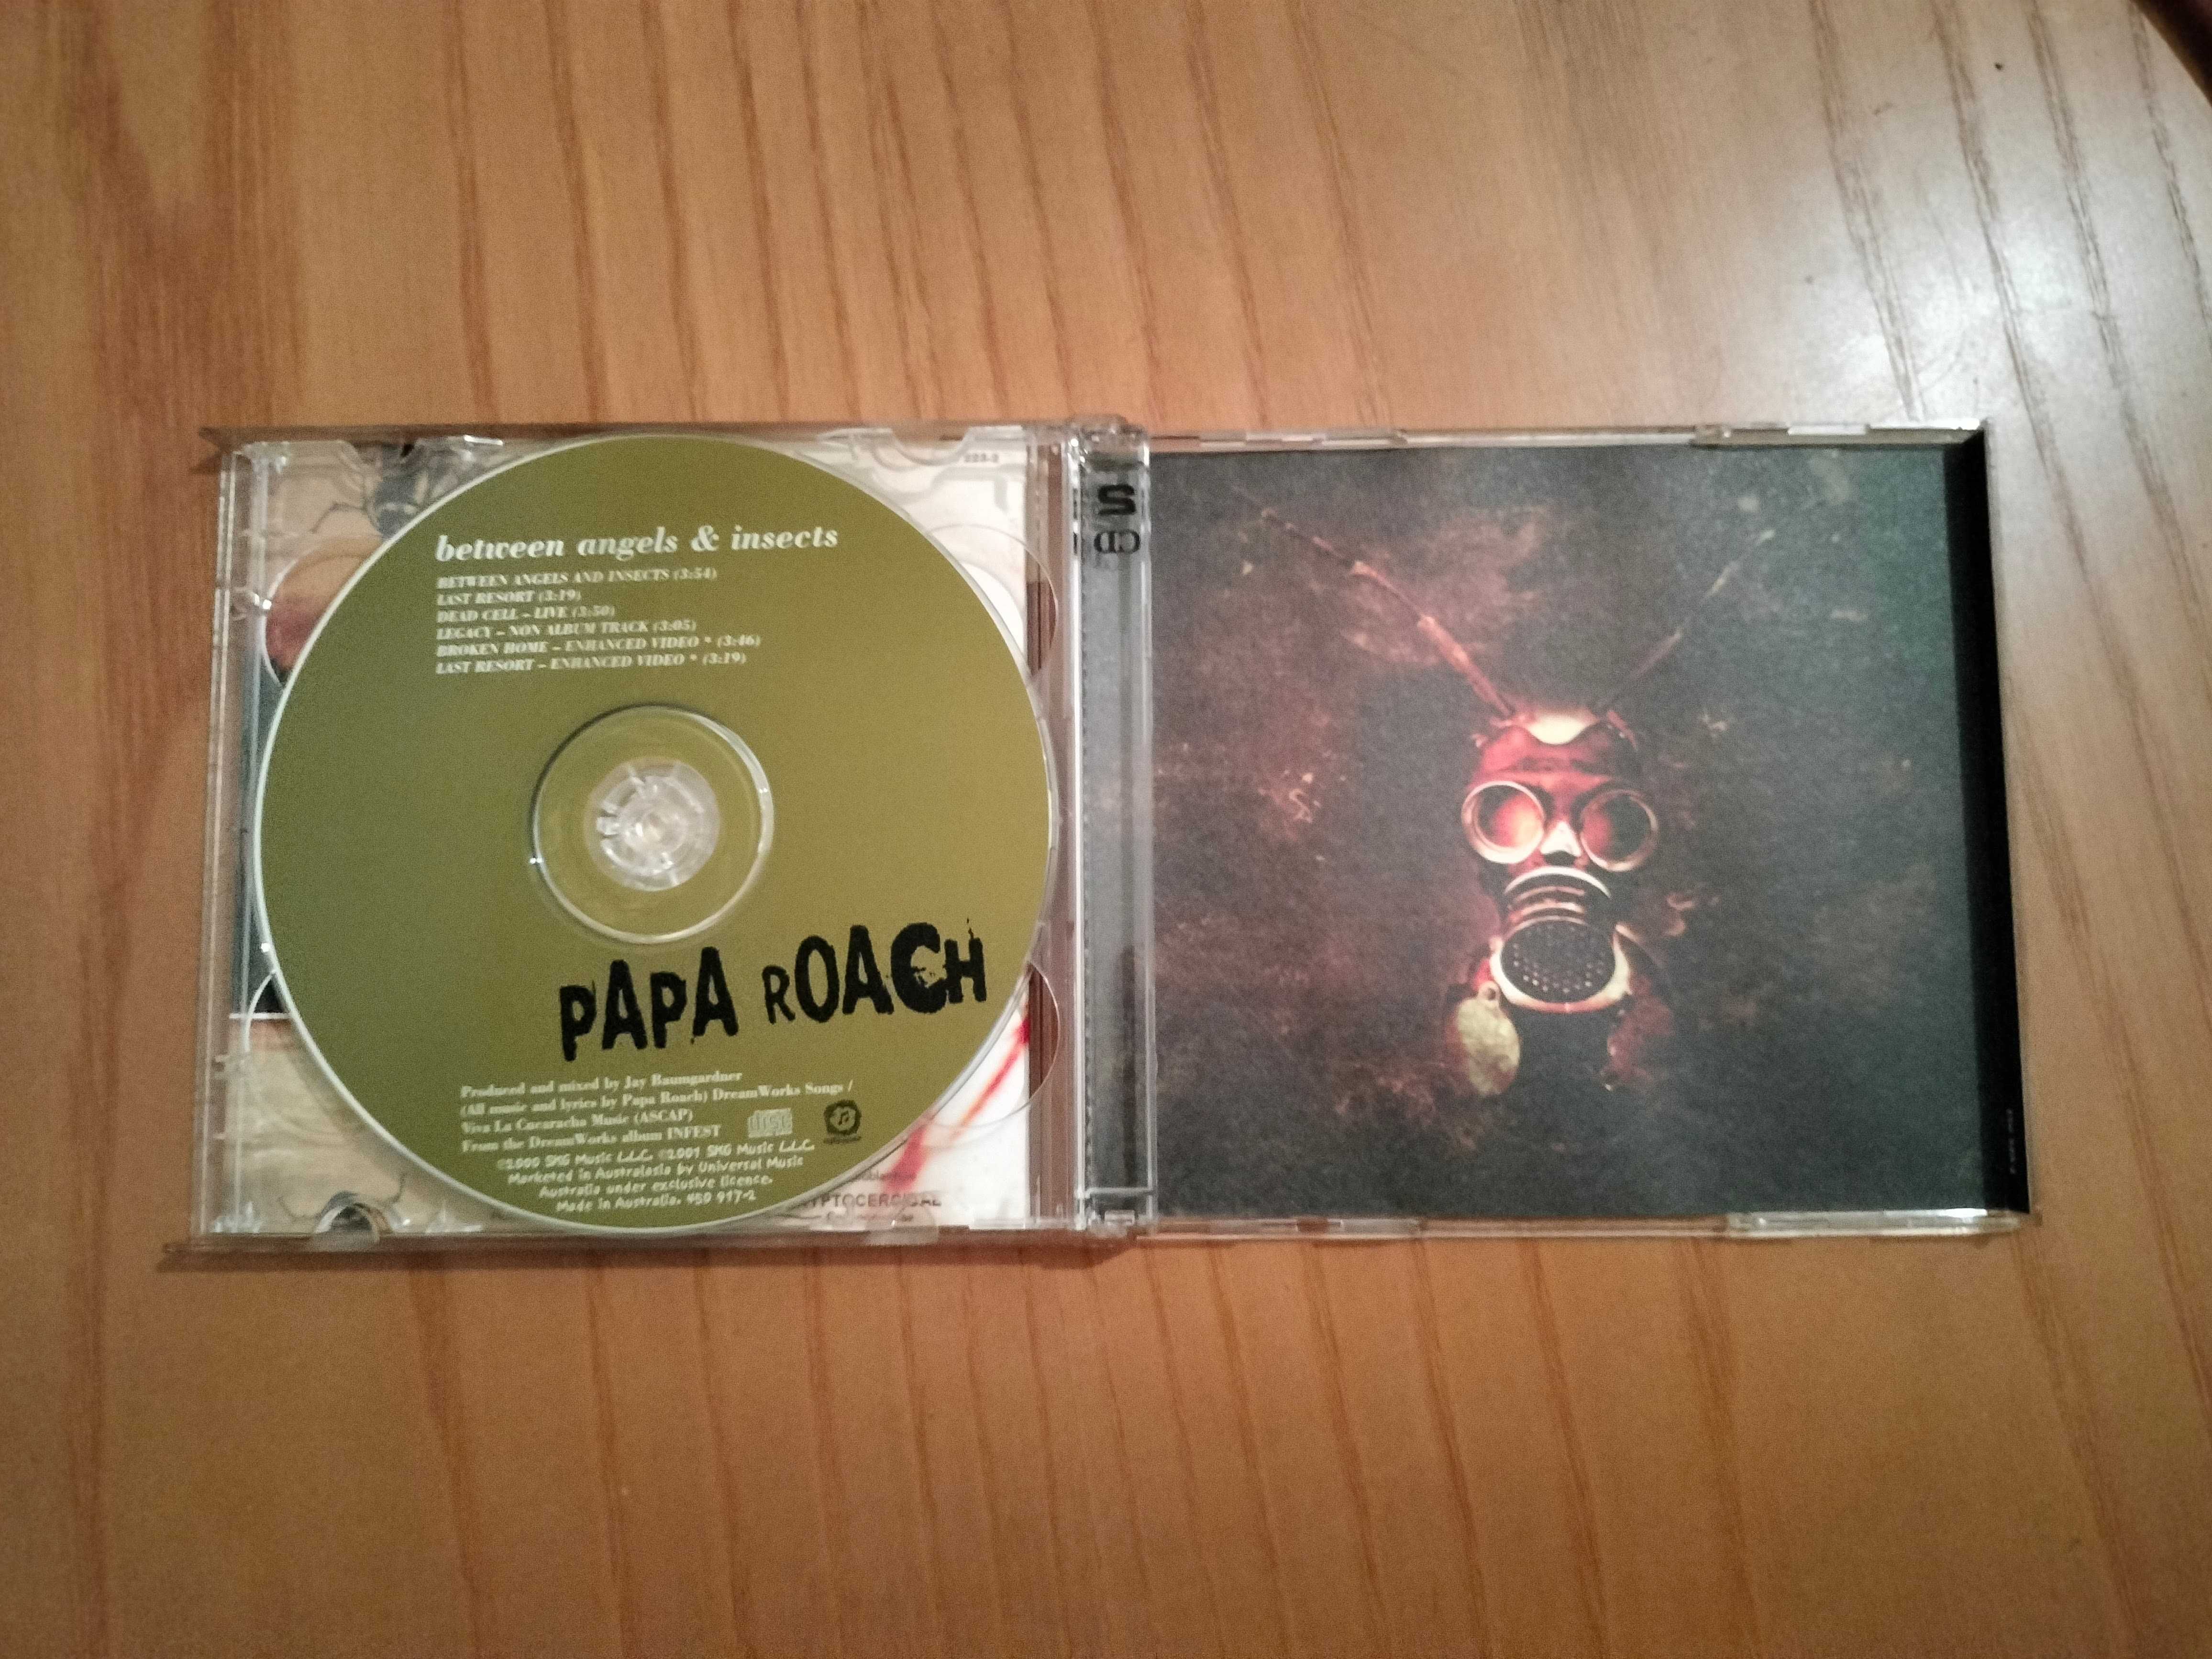 between angels & insects
BETWEEN ANGELS AND INSECTS (3:54)
LAST RESORT (3:19)
DEAD CELL – LIVE (3:50)
LEGACY – NON ALBUM TRACK (3:05)
BROKEN HOME – ENHANCED VIDEO * (3:46)
LAST RESORT – ENHANCED VIDEO * (3:19)
PAPA ROACH
Produced and mixed by Jay Baumgardner
(All music and lyrics by Papa Roach) DreamWorks Songs /
Viva La Cucaracha Music (ASCAP)
From the DreamWorks album INFEST
©2000 SKG Music L.L.C. ©2001 SKG Music L.L.C.
Marketed in Australasia by Universal Music
Australia under exclusive licence.
Made in Australia. 450 917-2
223-2